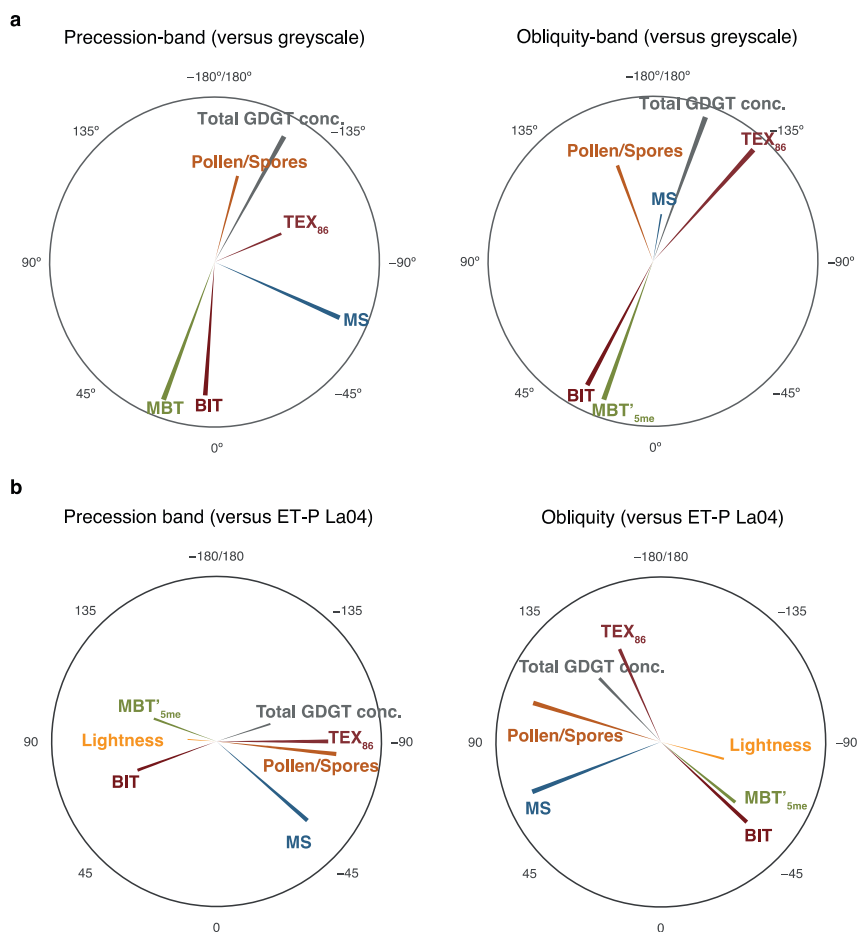 a
Precession-band (versus greyscale)
Obliquity-band (versus greyscale)
–180º/180º
–180º/180º
Total GDGT conc.
Total GDGT conc.
135º
–135º
135º
–135º
TEX86
Pollen/Spores
Pollen/Spores
MS
TEX86
90º
–90º
90º
–90º
MS
45º
–45º
45º
–45º
MBT
BIT
BIT
MBT'5me
0º
0º
b
Precession band (versus ET-P La04)
Obliquity (versus ET-P La04)
–180/180
–180/180
135
–135
135
–135
TEX86
Total GDGT conc.
MBT'5me
Total GDGT conc.
90
Lightness
TEX86
–90
90
Pollen/Spores
Lightness
–90
Pollen/Spores
BIT
MS
MBT'5me
MS
BIT
45
–45
45
–45
0
0